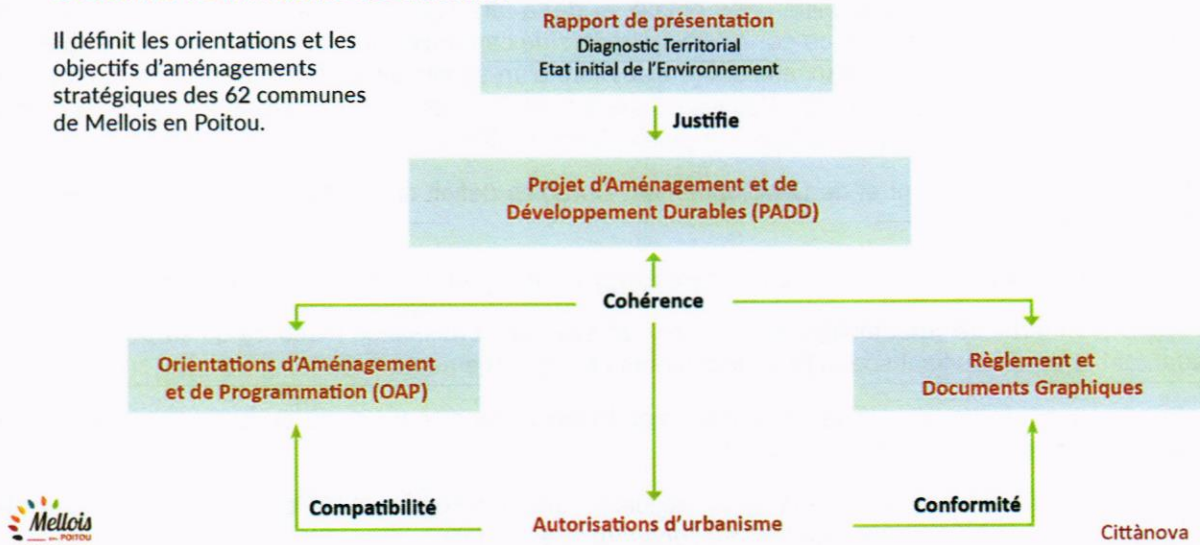 Il définit les orientations et les
objectifs d’aménagements
stratégiques des 62 communes
de Mellois en Poitou.
Rapport de présentation
Diagnostic Territorial
Etat initial de l’Environnement
Justifie
Projet d’Aménagement et de
Développement Durables (PADD)
Cohérence
Orientations d’Aménagement
et de Programmation (OAP)
Règlement et
Documents Graphiques
Compatibilité
Conformité
Autorisations d’urbanisme
Mellois
EN POITOU
Cittànova